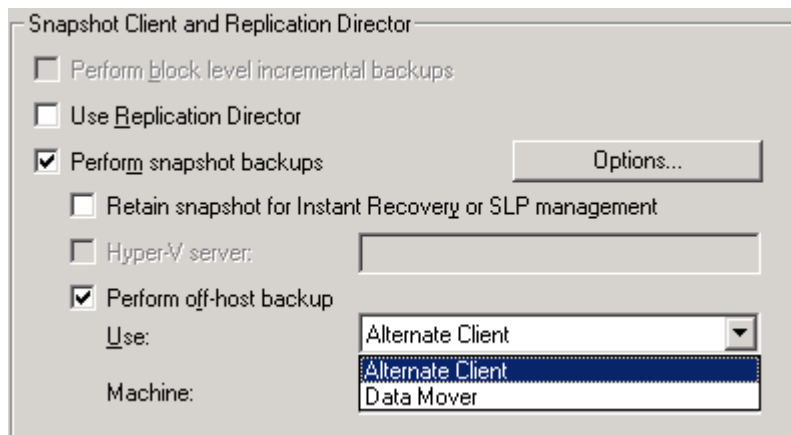 Snapshot Client and Replication Director
Perform block level incremental backups
Use Replication Director
Perform snapshot backups
Options...
Retain snapshot for Instant Recovery or SLP management
Hyper-V server:
Perform off-host backup
Use:
Alternate Client
Alternate Client
Data Mover
Machine: